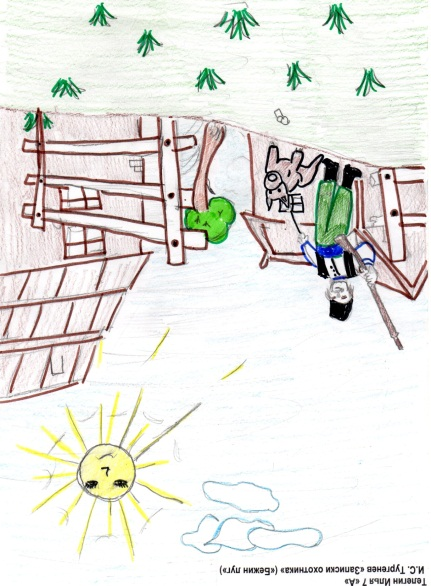 Телегин Илья 7 «А»
И.С. Тургенев «Записки охотника» («Бежин луг»)